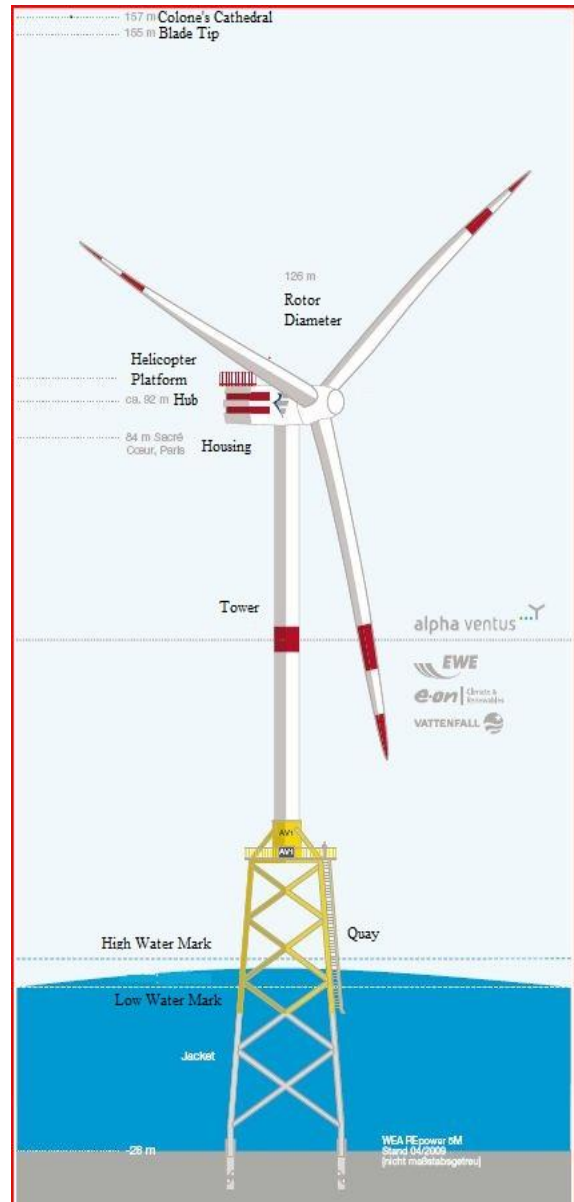 157 m Colone's Cathedral
155 m Blade Tip
126 m
Rotor
Diameter
Helicopter
Platform
ca. 92 m Hub
84 m Sacré
Cœur, Paris
Housing
Tower
alpha ventus
EWE
e·on | Climate &
Renewables
VATTENFALL
AV1
AV1
Quay
High Water Mark
Low Water Mark
Jacket
-28 m
WEA REpower 5M
Stand 04/2009
[nicht maßstabsgetreu]